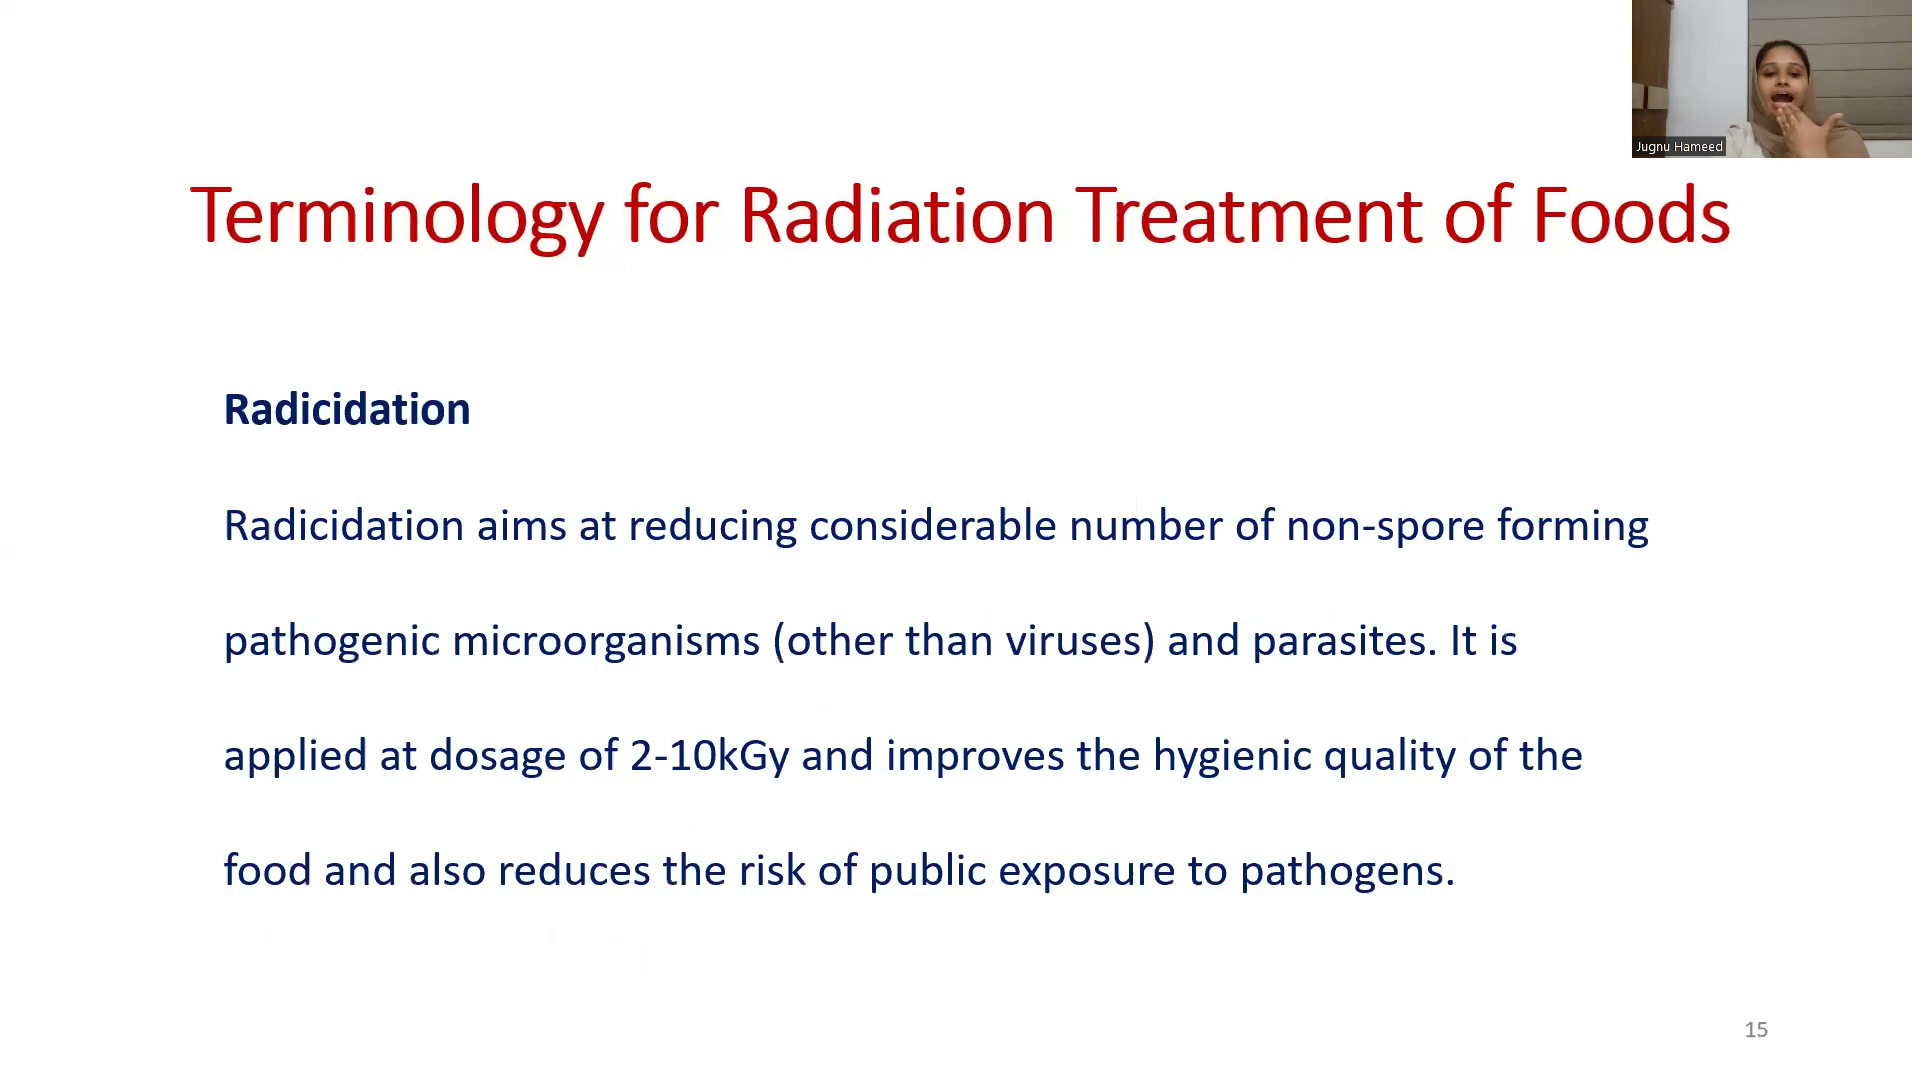 Jugnu Hameed
Terminology for Radiation Treatment of Foods
Radicidation
Radicidation aims at reducing considerable number of non-spore forming
pathogenic microorganisms (other than viruses) and parasites. It is
applied at dosage of 2-10kGy and improves the hygienic quality of the
food and also reduces the risk of public exposure to pathogens.
15